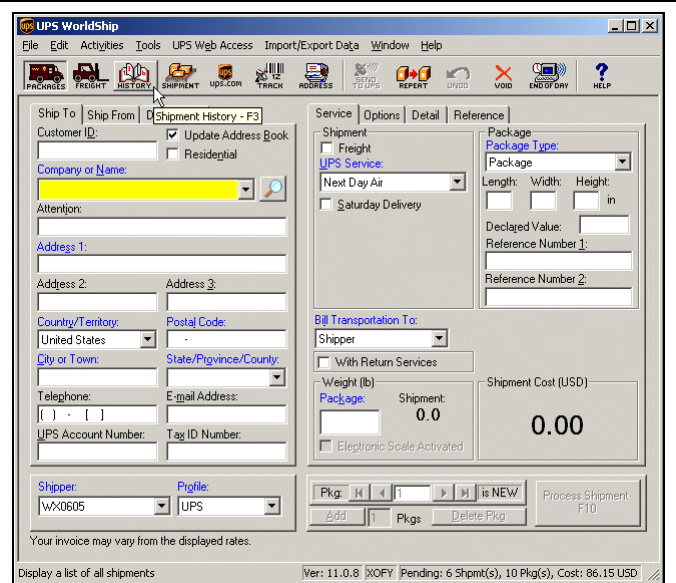 UPS WorldShip
File Edit Activities Tools UPS Web Access Import/Export Data Window Help
PACKAGES FREIGHT HISTORY SHIPMENT ups.com TRACK ADDRESS SEND TO UPS REPEAT UNDO VOID END OF DAY HELP
Ship To Ship From D Shipment History - F3
Service Options Detail Reference
Customer ID:
Update Address Book
Residential
Company or Name:
Attention:
Address 1:
Address 2: Address 3:
Country/Territory: Postal Code:
United States -
City or Town: State/Province/County:
Telephone: E-mail Address:
( ) - [ ]
UPS Account Number: Tax ID Number:
Shipment
Freight
UPS Service:
Next Day Air
Saturday Delivery
Package
Package Type:
Package
Length: Width: Height:
in
Declared Value:
Reference Number 1:
Reference Number 2:
Bill Transportation To:
Shipper
With Return Services
Weight (lb)
Package: Shipment:
0.0
Electronic Scale Activated
Shipment Cost (USD)
0.00
Shipper: Profile:
WX0605 UPS
Pkg: 1 is NEW
Add 1 Pkgs Delete Pkg
Process Shipment
F10
Your invoice may vary from the displayed rates.
Display a list of all shipments Ver: 11.0.8 XOFY Pending: 6 Shpmt(s), 10 Pkg(s), Cost: 86.15 USD